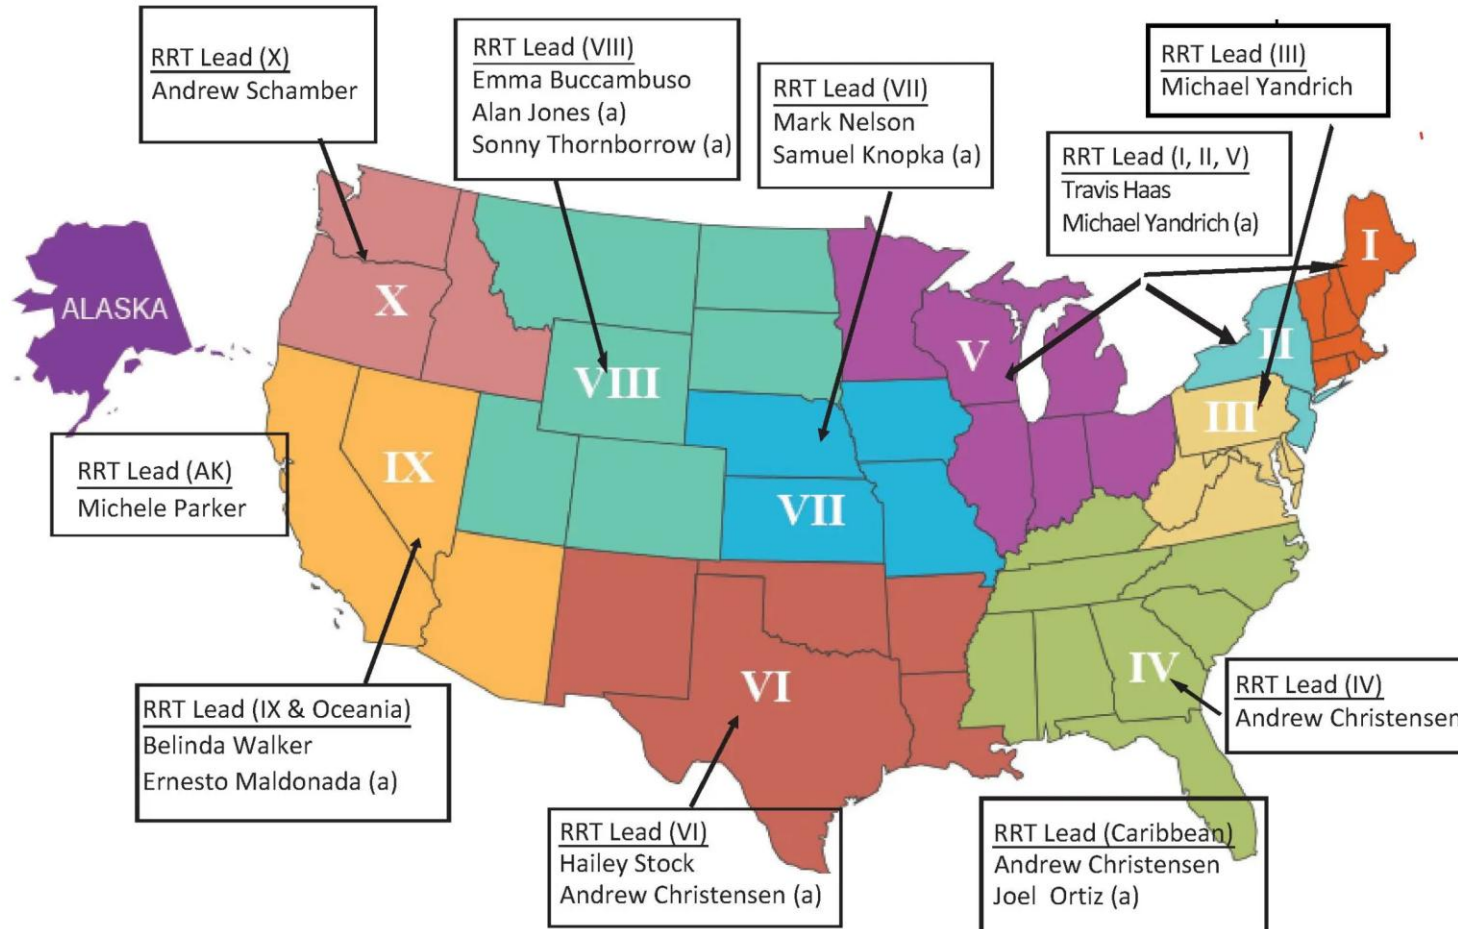 RRT Lead (X)
Andrew Schamber
RRT Lead (VIII)
Emma Buccambuso
Alan Jones (a)
Sonny Thornborrow (a)
RRT Lead (VII)
Mark Nelson
Samuel Knopka (a)
RRT Lead (III)
Michael Yandrich
RRT Lead (I, II, V)
Travis Haas
Michael Yandrich (a)
I
ALASKA
X
V
II
VIII
III
IX
VII
RRT Lead (AK)
Michele Parker
IV
VI
RRT Lead (IX & Oceania)
Belinda Walker
Ernesto Maldonada (a)
RRT Lead (IV)
Andrew Christensen
RRT Lead (VI)
Hailey Stock
Andrew Christensen (a)
RRT Lead (Caribbean)
Andrew Christensen
Joel Ortiz (a)